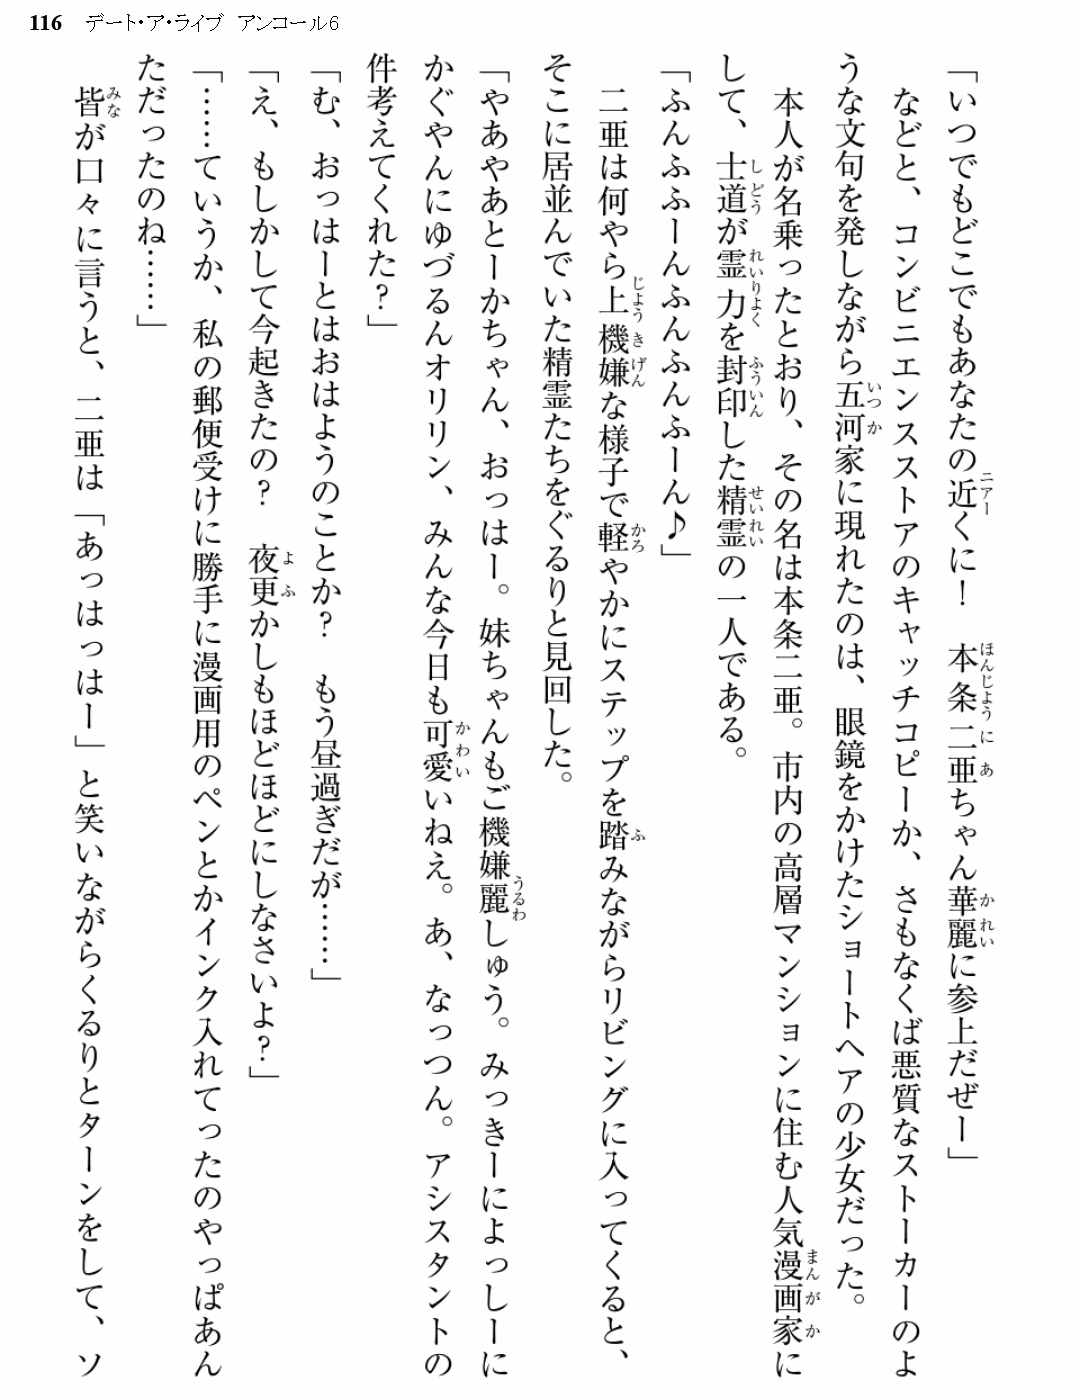 116 デート・ア・ライブ アンコール6
「いつでもどこでもあなたの近くに！　本条二亜ちゃん華麗に参上だぜー」
などと、コンビニエンスストアのキャッチコピーか、さもなくば悪質なストーカーのよ
うな文句を発しながら五河家に現れたのは、眼鏡をかけたショートヘアの少女だった。
本人が名乗ったとおり、その名は本条二亜。市内の高層マンションに住む人気漫画家に
して、士道が霊力を封印した精霊の一人である。
「ふんふふーんふんふんふーん♪」
二亜は何やら上機嫌な様子で軽やかにステップを踏みながらリビングに入ってくると、
そこに居並んでいた精霊たちをぐるりと見回した。
「やあやあとーかちゃん、おっはー。妹ちゃんもご機嫌麗しゅう。みっきーによっしーに
かぐやんにゆづるんオリリン、みんな今日も可愛いねえ。あ、なっつん。アシスタントの
件考えてくれた？」
「む、おっはーとはおはようのことか？　もう昼過ぎだが……」
「え、もしかして今起きたの？　夜更かしもほどほどにしなさいよ？」
「……ていうか、私の郵便受けに勝手に漫画用のペンとかインク入れてったのやっぱあん
ただったのね……」
皆が口々に言うと、二亜は「あっはっはー」と笑いながらくるりとターンをして、ソ